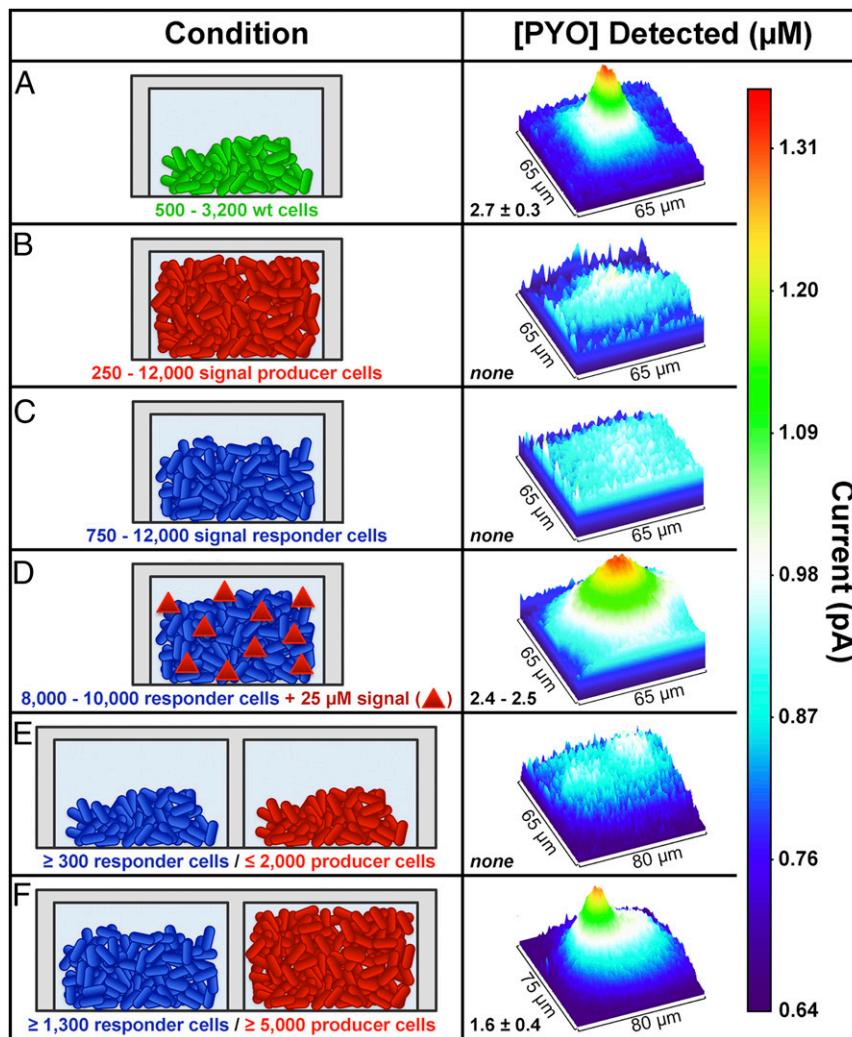 Condition
[PYO] Detected (µM)
A
500 - 3,200 wt cells
65 µm
65 µm
2.7 ± 0.3
B
250 - 12,000 signal producer cells
65 µm
65 µm
none
C
750 - 12,000 signal responder cells
65 µm
65 µm
none
D
8,000 - 10,000 responder cells + 25 µM signal ( )
65 µm
65 µm
2.4 - 2.5
E
≥ 300 responder cells / ≤ 2,000 producer cells
65 µm
80 µm
none
F
≥ 1,300 responder cells / ≥ 5,000 producer cells
75 µm
80 µm
1.6 ± 0.4
1.31
1.20
1.09
0.98
0.87
0.76
0.64
Current (pA)